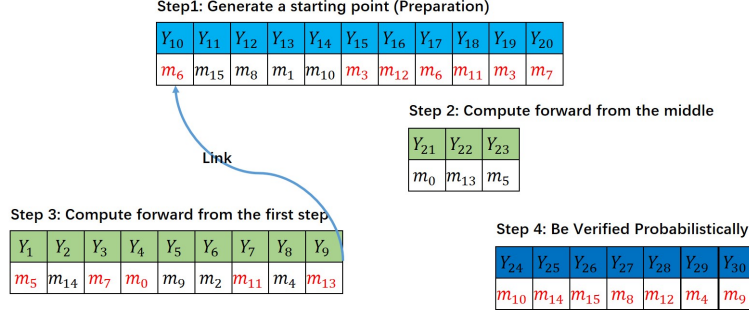 Step1: Generate a starting point (Preparation)
Y₁₀ Y₁₁ Y₁₂ Y₁₃ Y₁₄ Y₁₅ Y₁₆ Y₁₇ Y₁₈ Y₁₉ Y₂₀
m₆ m₁₅ m₈ m₁ m₁₀ m₃ m₁₂ m₆ m₁₁ m₃ m₇
Step 2: Compute forward from the middle
Y₂₁ Y₂₂ Y₂₃
m₀ m₁₃ m₅
Link
Step 3: Compute forward from the first step
Y₁ Y₂ Y₃ Y₄ Y₅ Y₆ Y₇ Y₈ Y₉
m₅ m₁₄ m₇ m₀ m₉ m₂ m₁₁ m₄ m₁₃
Step 4: Be Verified Probabilistically
Y₂₄ Y₂₅ Y₂₆ Y₂₇ Y₂₈ Y₂₉ Y₃₀
m₁₀ m₁₄ m₁₅ m₈ m₁₂ m₄ m₉